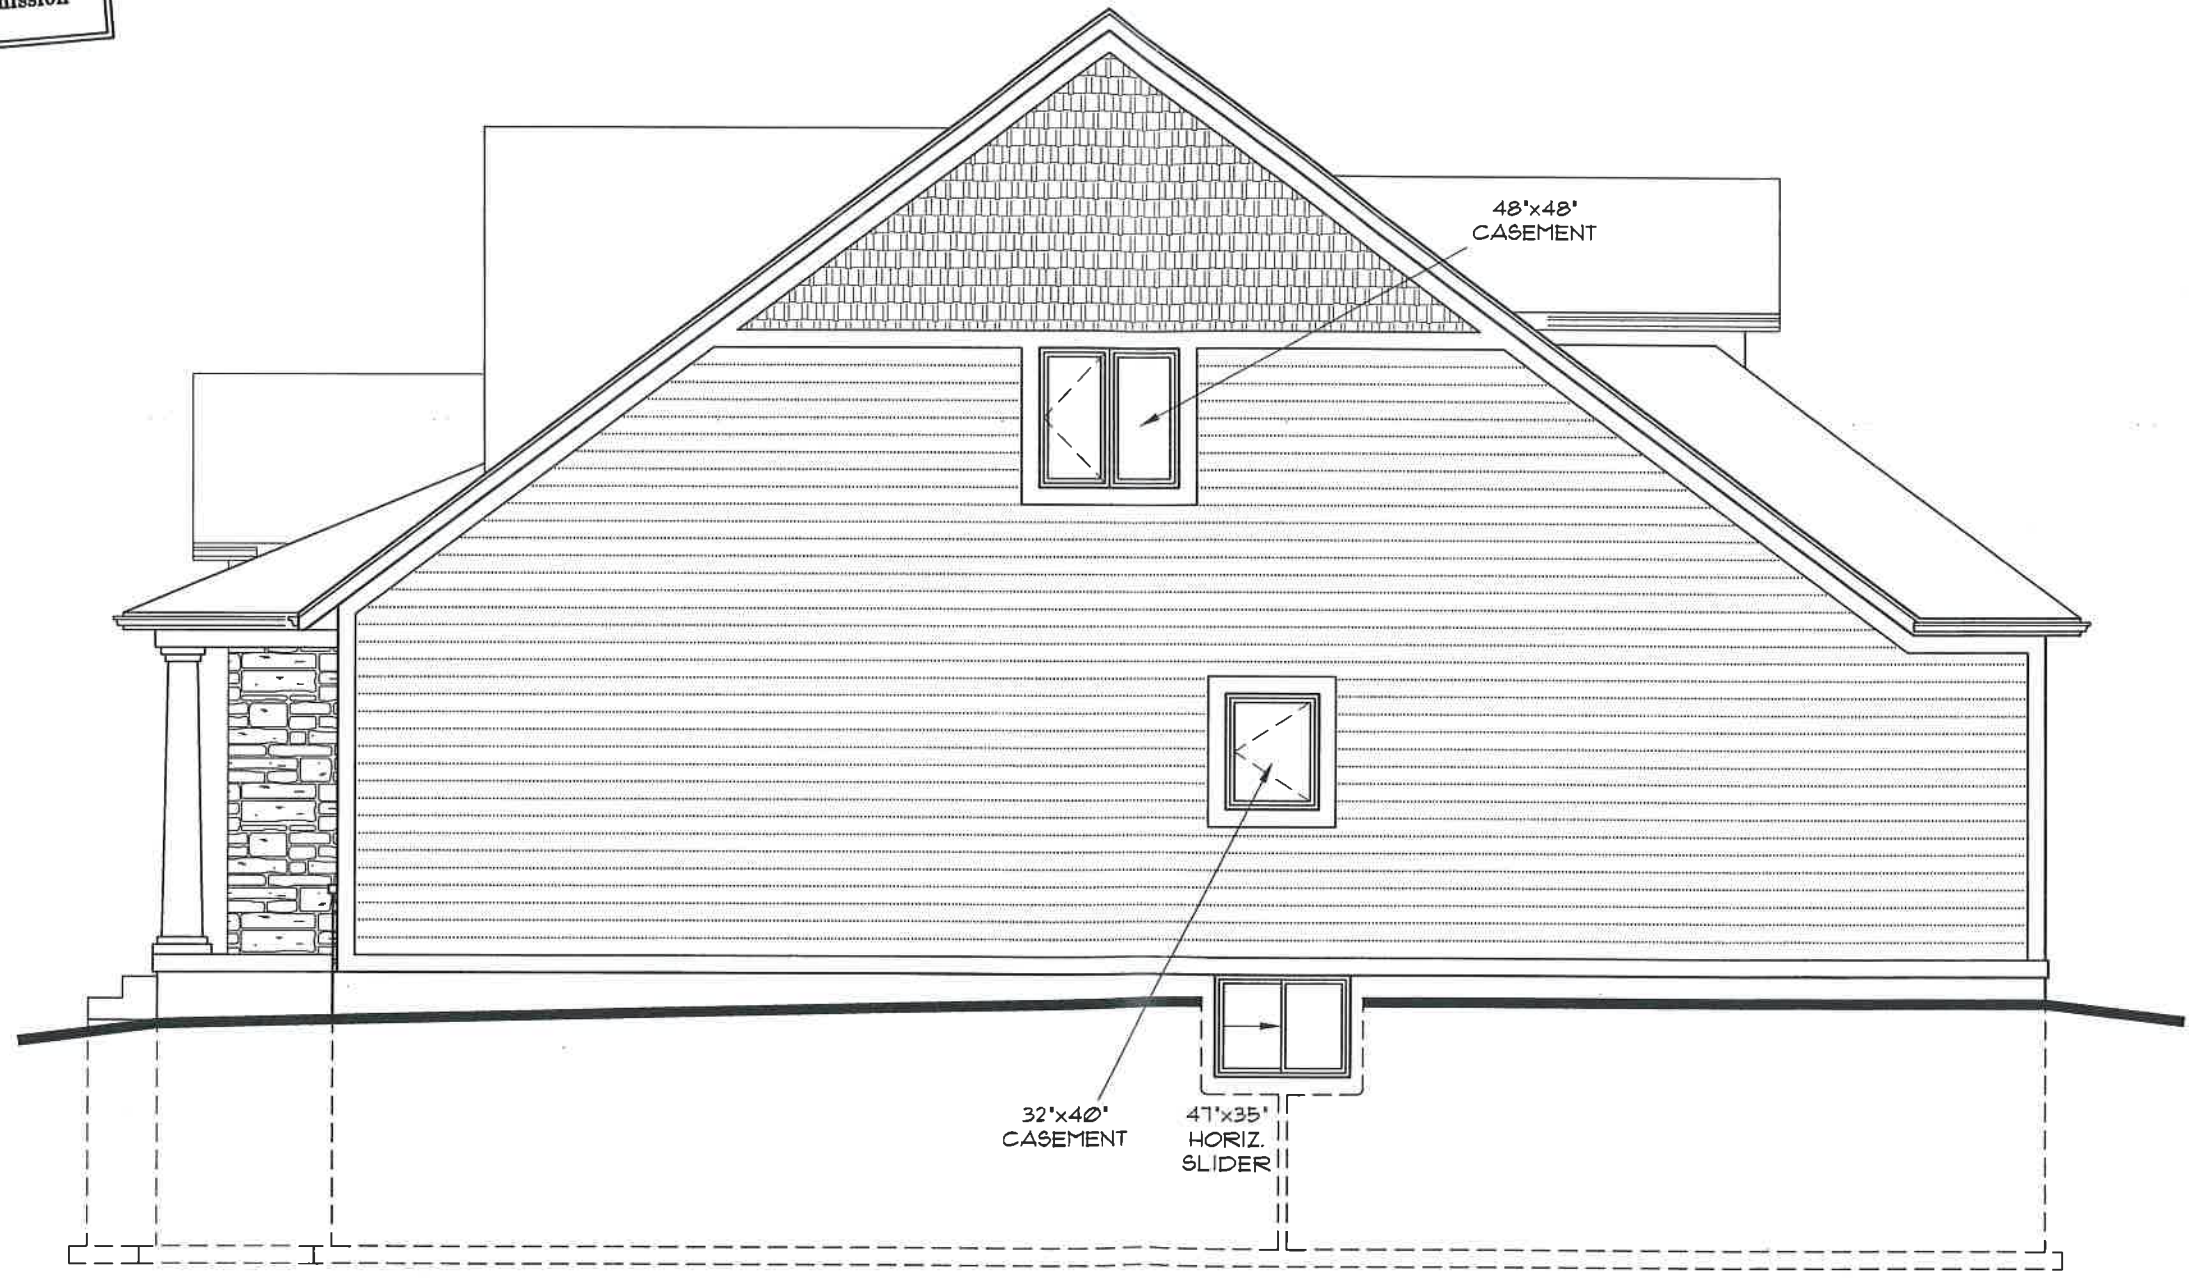 48"x48"
CASEMENT
32"x40"
CASEMENT
47"x35"
HORIZ.
SLIDER